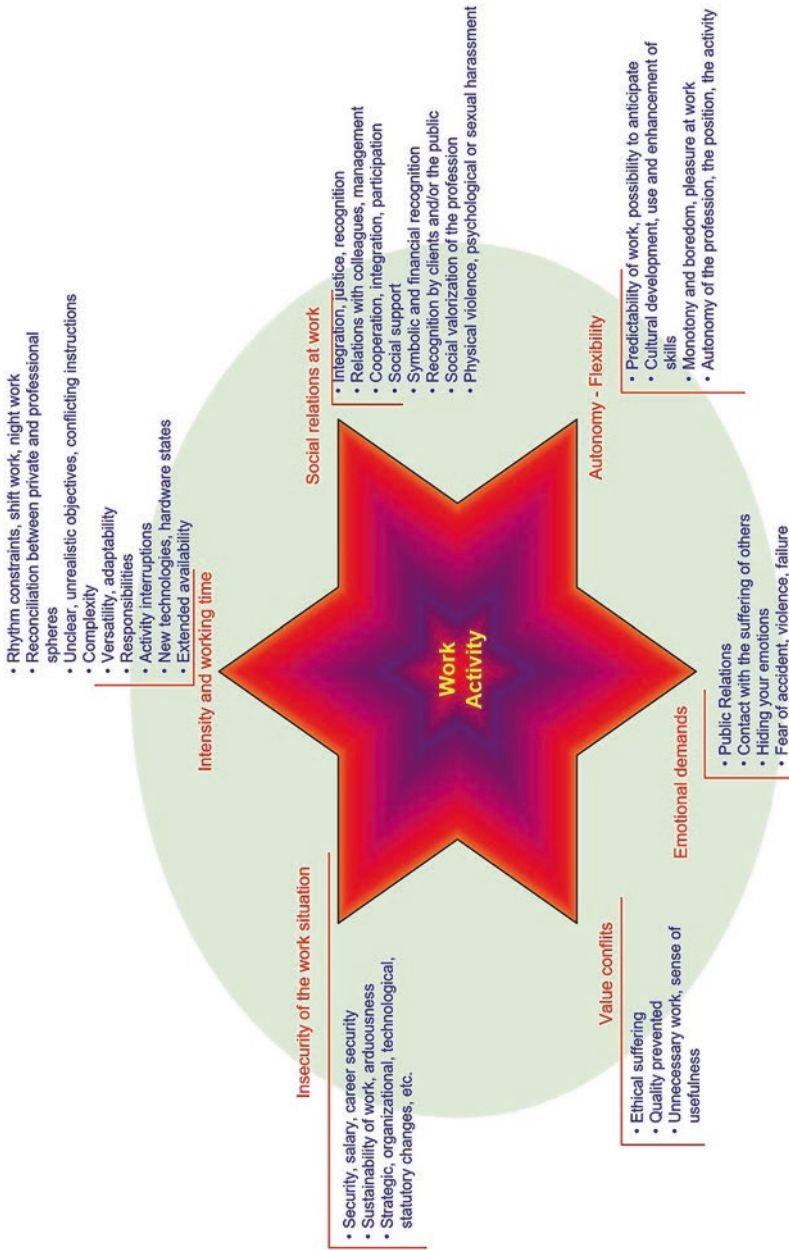 • Rhythm constraints, shift work, night work
• Reconciliation between private and professional
spheres
• Unclear, unrealistic objectives, conflicting instructions
• Complexity
• Versatility, adaptability
• Responsibilities
• Activity interruptions
• New technologies, hardware states
• Extended availability
Intensity and working time
Social relations at work
• Integration, justice, recognition
• Relations with colleagues, management
• Cooperation, integration, participation
• Social support
• Symbolic and financial recognition
• Recognition by clients and/or the public
• Social valorization of the profession
• Physical violence, psychological or sexual harassment
Autonomy - Flexibility
• Predictability of work, possibility to anticipate
• Cultural development, use and enhancement of
skills
• Monotony and boredom, pleasure at work
• Autonomy of the profession, the position, the activity
Emotional demands
• Public Relations
• Contact with the suffering of others
• Hiding your emotions
• Fear of accident, violence, failure
Value conflits
• Ethical suffering
• Quality prevented
• Unnecessary work, sense of
usefulness
Insecurity of the work situation
• Security, salary, career security
• Sustainability of work, arduousness
• Strategic, organizational, technological,
statutory changes, etc.
Work
Activity